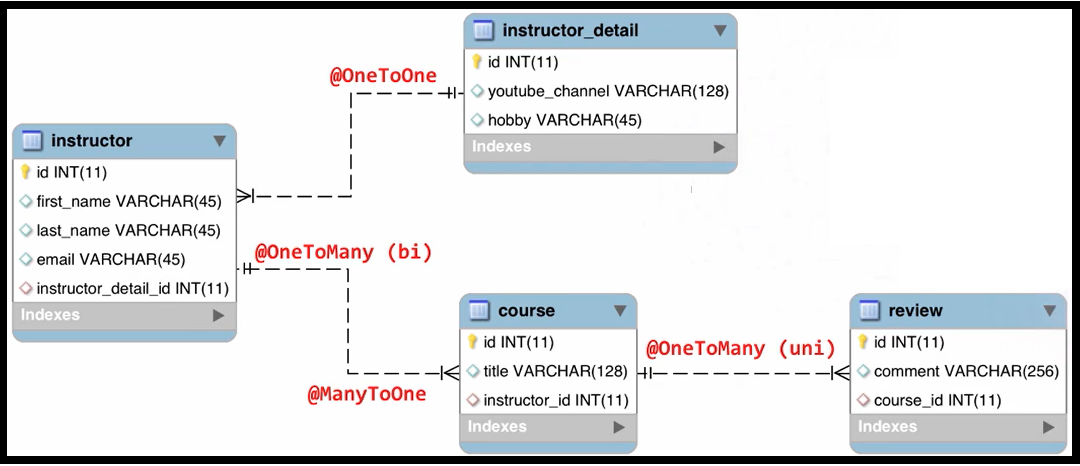 instructor_detail
id INT(11)
youtube_channel VARCHAR(128)
hobby VARCHAR(45)
Indexes
@OneToOne
instructor
id INT(11)
first_name VARCHAR(45)
last_name VARCHAR(45)
email VARCHAR(45)
instructor_detail_id INT(11)
Indexes
@OneToMany (bi)
@ManyToOne
course
id INT(11)
title VARCHAR(128)
instructor_id INT(11)
Indexes
@OneToMany (uni)
review
id INT(11)
comment VARCHAR(256)
course_id INT(11)
Indexes